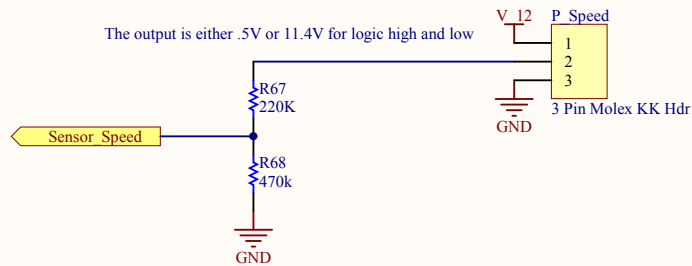 V_12
P_Speed
The output is either .5V or 11.4V for logic high and low
1
2
3
R67
220K
3 Pin Molex KK Hdr
GND
Sensor_Speed
R68
470k
GND